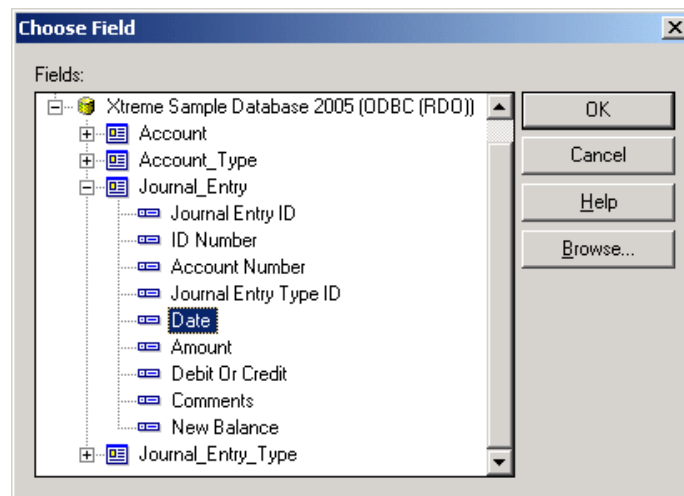 Choose Field
Fields:
Xtreme Sample Database 2005 (ODBC (RDO))
Account
Account_Type
Journal_Entry
Journal Entry ID
ID Number
Account Number
Journal Entry Type ID
Date
Amount
Debit Or Credit
Comments
New Balance
Journal_Entry_Type
OK
Cancel
Help
Browse...